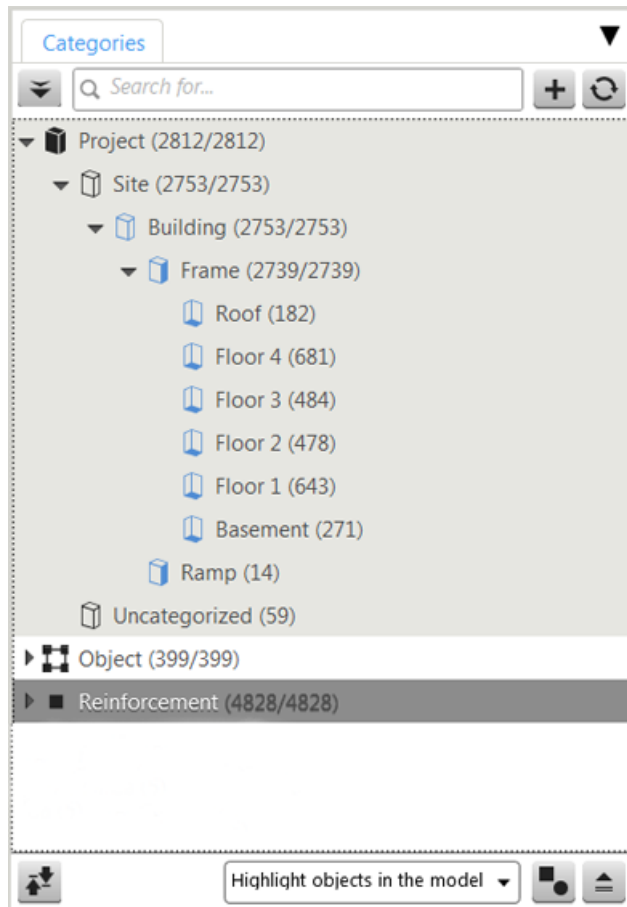 Categories
Search for...
Project (2812/2812)
Site (2753/2753)
Building (2753/2753)
Frame (2739/2739)
Roof (182)
Floor 4 (681)
Floor 3 (484)
Floor 2 (478)
Floor 1 (643)
Basement (271)
Ramp (14)
Uncategorized (59)
Object (399/399)
Reinforcement (4828/4828)
Highlight objects in the model